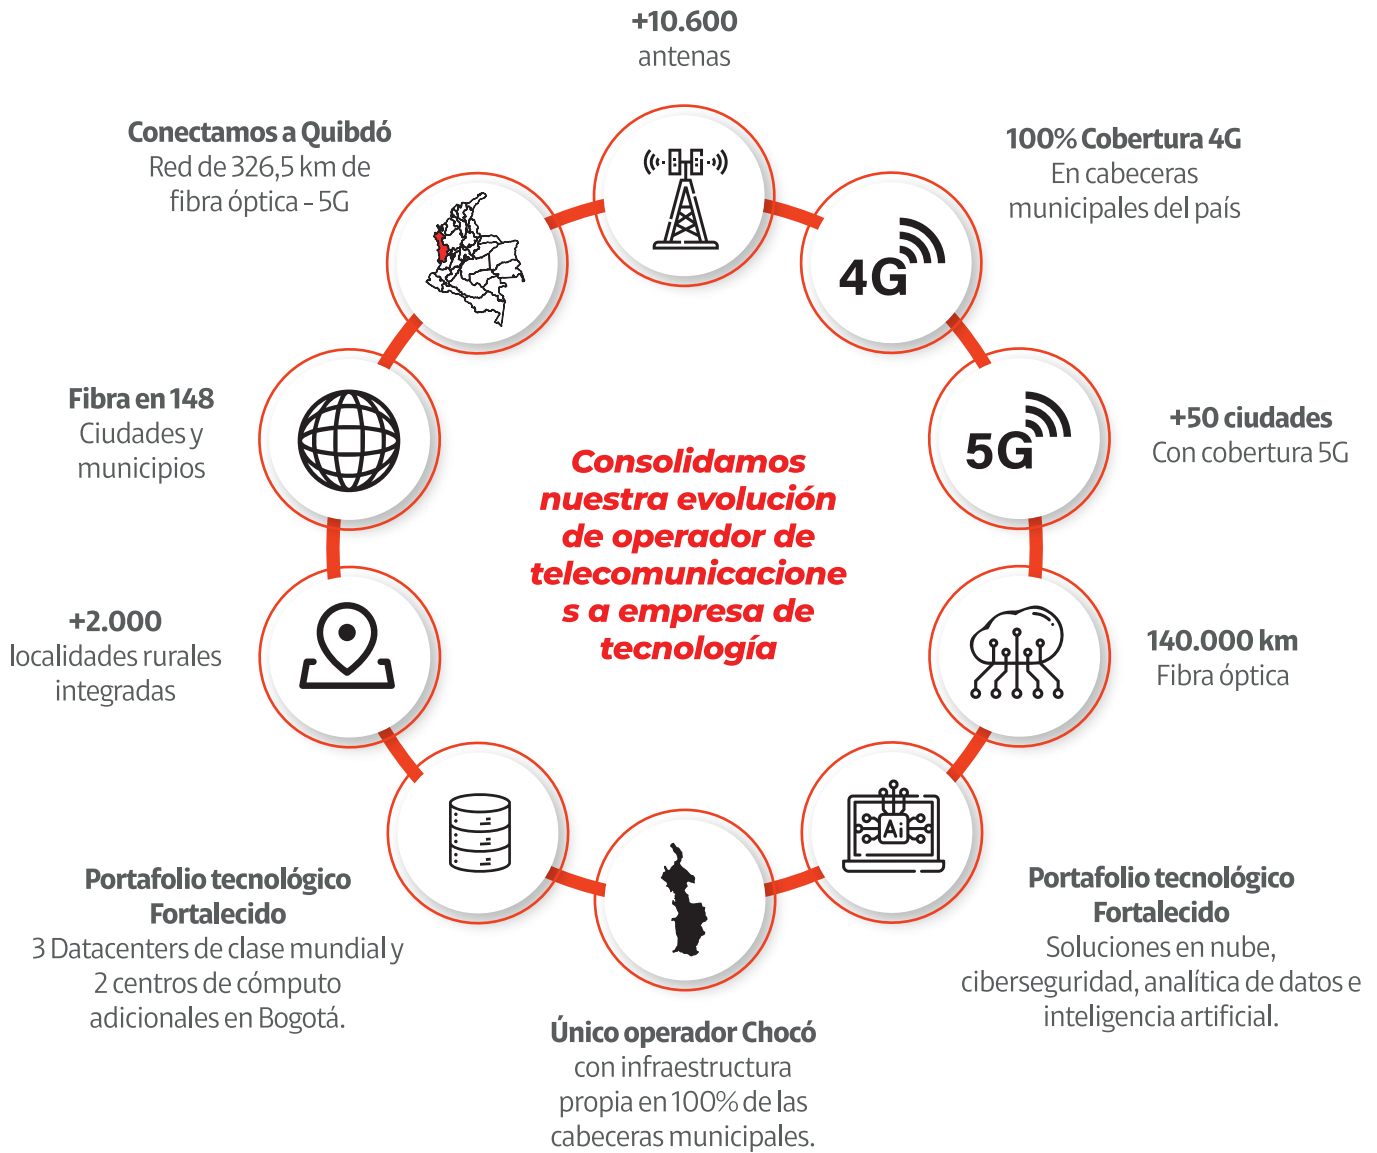 +10.600
antenas
100% Cobertura 4G
En cabeceras
municipales del país
4G
+50 ciudades
Con cobertura 5G
5G
140.000 km
Fibra óptica
Ai
Portafolio tecnológico
Fortalecido
Soluciones en nube,
ciberseguridad, analítica de datos e
inteligencia artificial.
Único operador Chocó
con infraestructura
propia en 100% de las
cabeceras municipales.
Portafolio tecnológico
Fortalecido
3 Datacenters de clase mundial y
2 centros de cómputo
adicionales en Bogotá.
+2.000
localidades rurales
integradas
Fibra en 148
Ciudades y
municipios
Conectamos a Quibdó
Red de 326,5 km de
fibra óptica - 5G
Consolidamos
nuestra evolución
de operador de
telecomunicacione
s a empresa de
tecnología